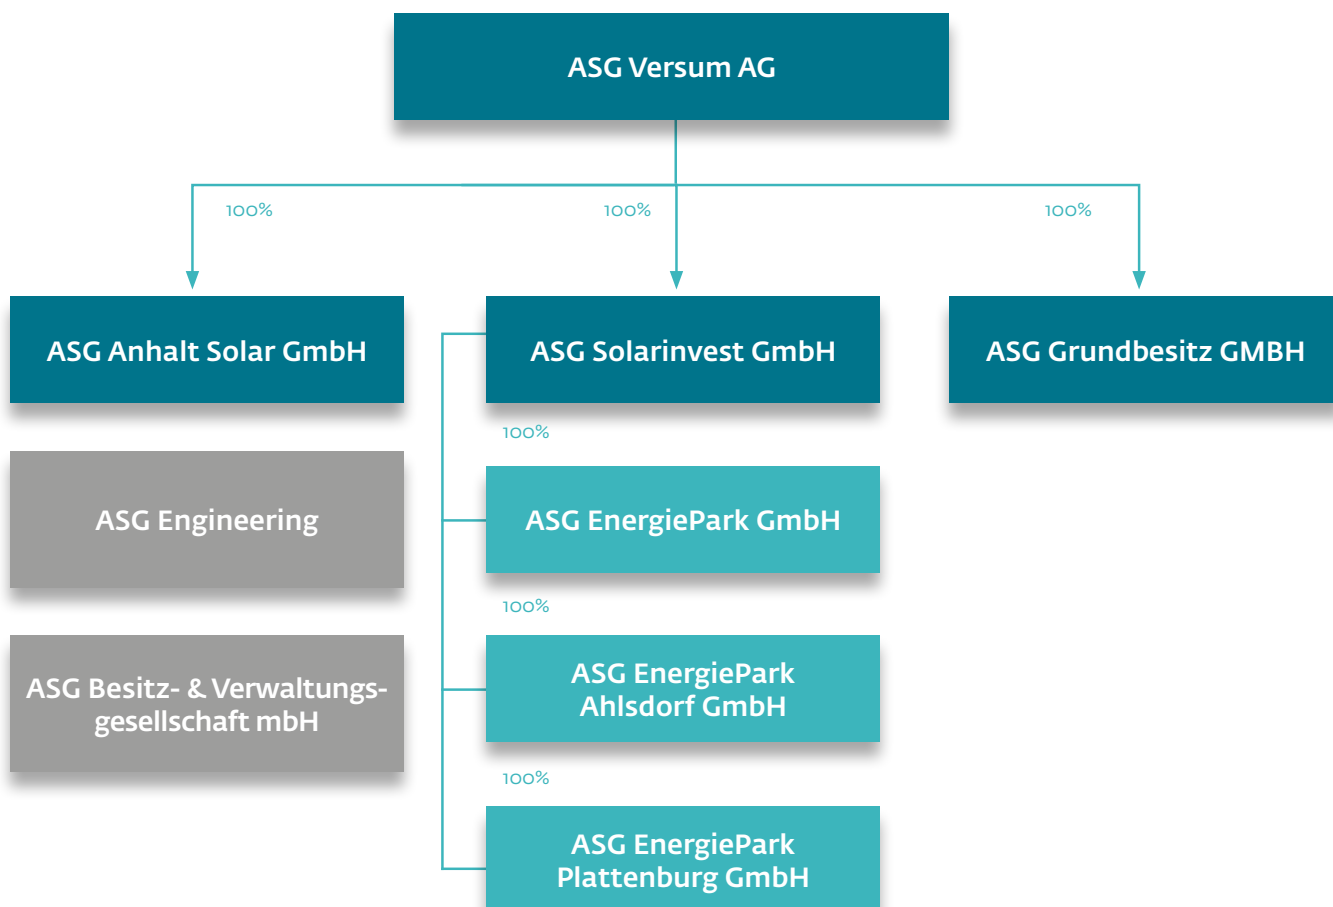 ASG Versum AG
100%
100%
100%
ASG Anhalt Solar GmbH
ASG Solarinvest GmbH
ASG Grundbesitz GMBH
100%
ASG Engineering
ASG EnergiePark GmbH
100%
ASG Besitz- & Verwaltungs-
gesellschaft mbH
ASG EnergiePark
Ahlsdorf GmbH
100%
ASG EnergiePark
Plattenburg GmbH